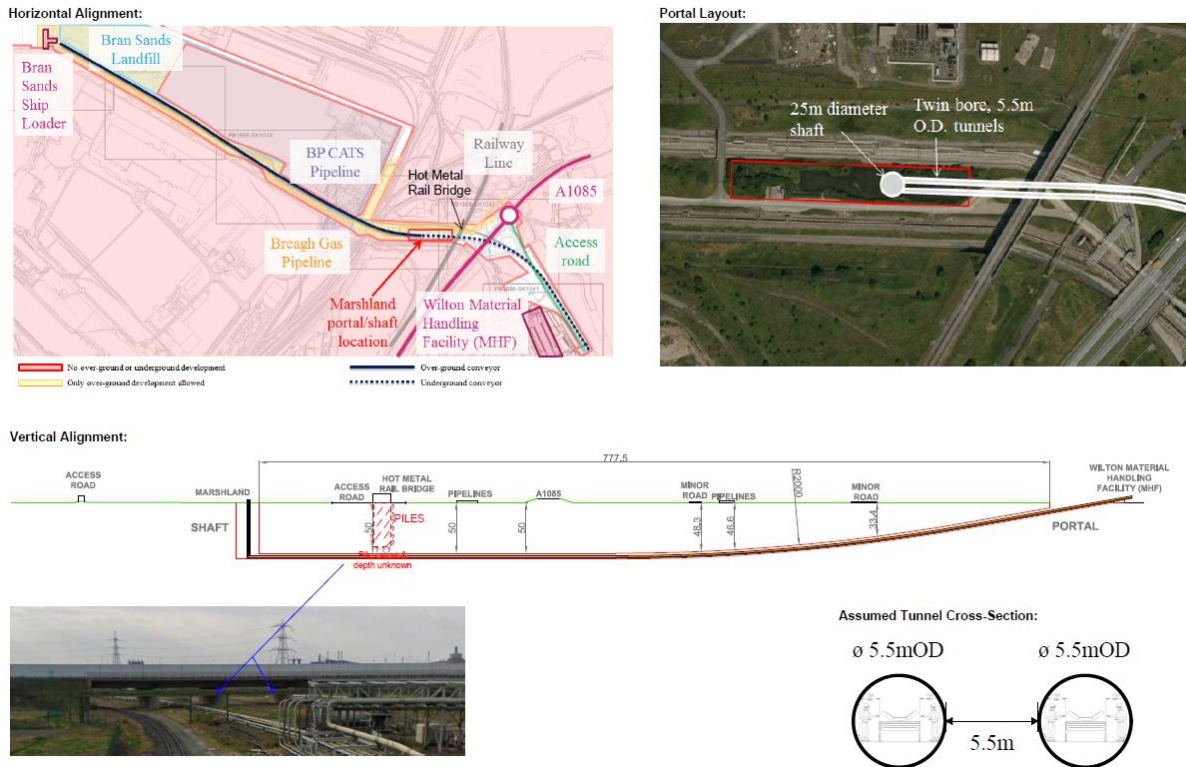 Horizontal Alignment:
Bran Sands
Landfill
Bran
Sands
Ship
Loader
BP CATS
Pipeline
Railway
Line
Hot Metal
Rail Bridge
A1085
Breagh Gas
Pipeline
Access
road
Marshland
portal/shaft
location
Wilton Material
Handling
Facility (MHF)
No over-ground or underground development
Only over-ground development allowed
Over-ground conveyor
Underground conveyor
Portal Layout:
25m diameter
shaft
Twin bore, 5.5m
O.D. tunnels
Vertical Alignment:
777.5
ACCESS
ROAD
MARSHLAND
SHAFT
ACCESS
ROAD
HOT METAL
RAIL BRIDGE
PIPELINES
A1085
MINOR
ROAD
PIPELINES
MINOR
ROAD
WILTON MATERIAL
HANDLING
FACILITY (MHF)
50
PILES
50
50
48.3
46.6
R2000
33.4
PORTAL
depth unknown
Assumed Tunnel Cross-Section:
ø 5.5mOD
ø 5.5mOD
5.5m